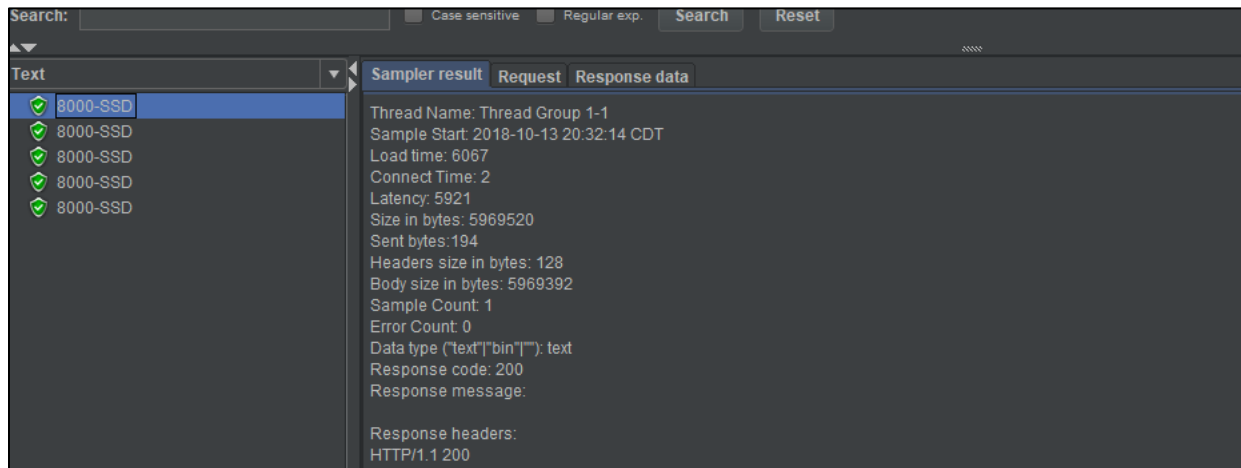 Search: Case sensitive Regular exp. Search Reset
Text
8000-SSD
8000-SSD
8000-SSD
8000-SSD
8000-SSD
Sampler result Request Response data
Thread Name: Thread Group 1-1
Sample Start: 2018-10-13 20:32:14 CDT
Load time: 6067
Connect Time: 2
Latency: 5921
Size in bytes: 5969520
Sent bytes:194
Headers size in bytes: 128
Body size in bytes: 5969392
Sample Count: 1
Error Count: 0
Data type ("text"|"bin"|""): text
Response code: 200
Response message:
Response headers:
HTTP/1.1 200